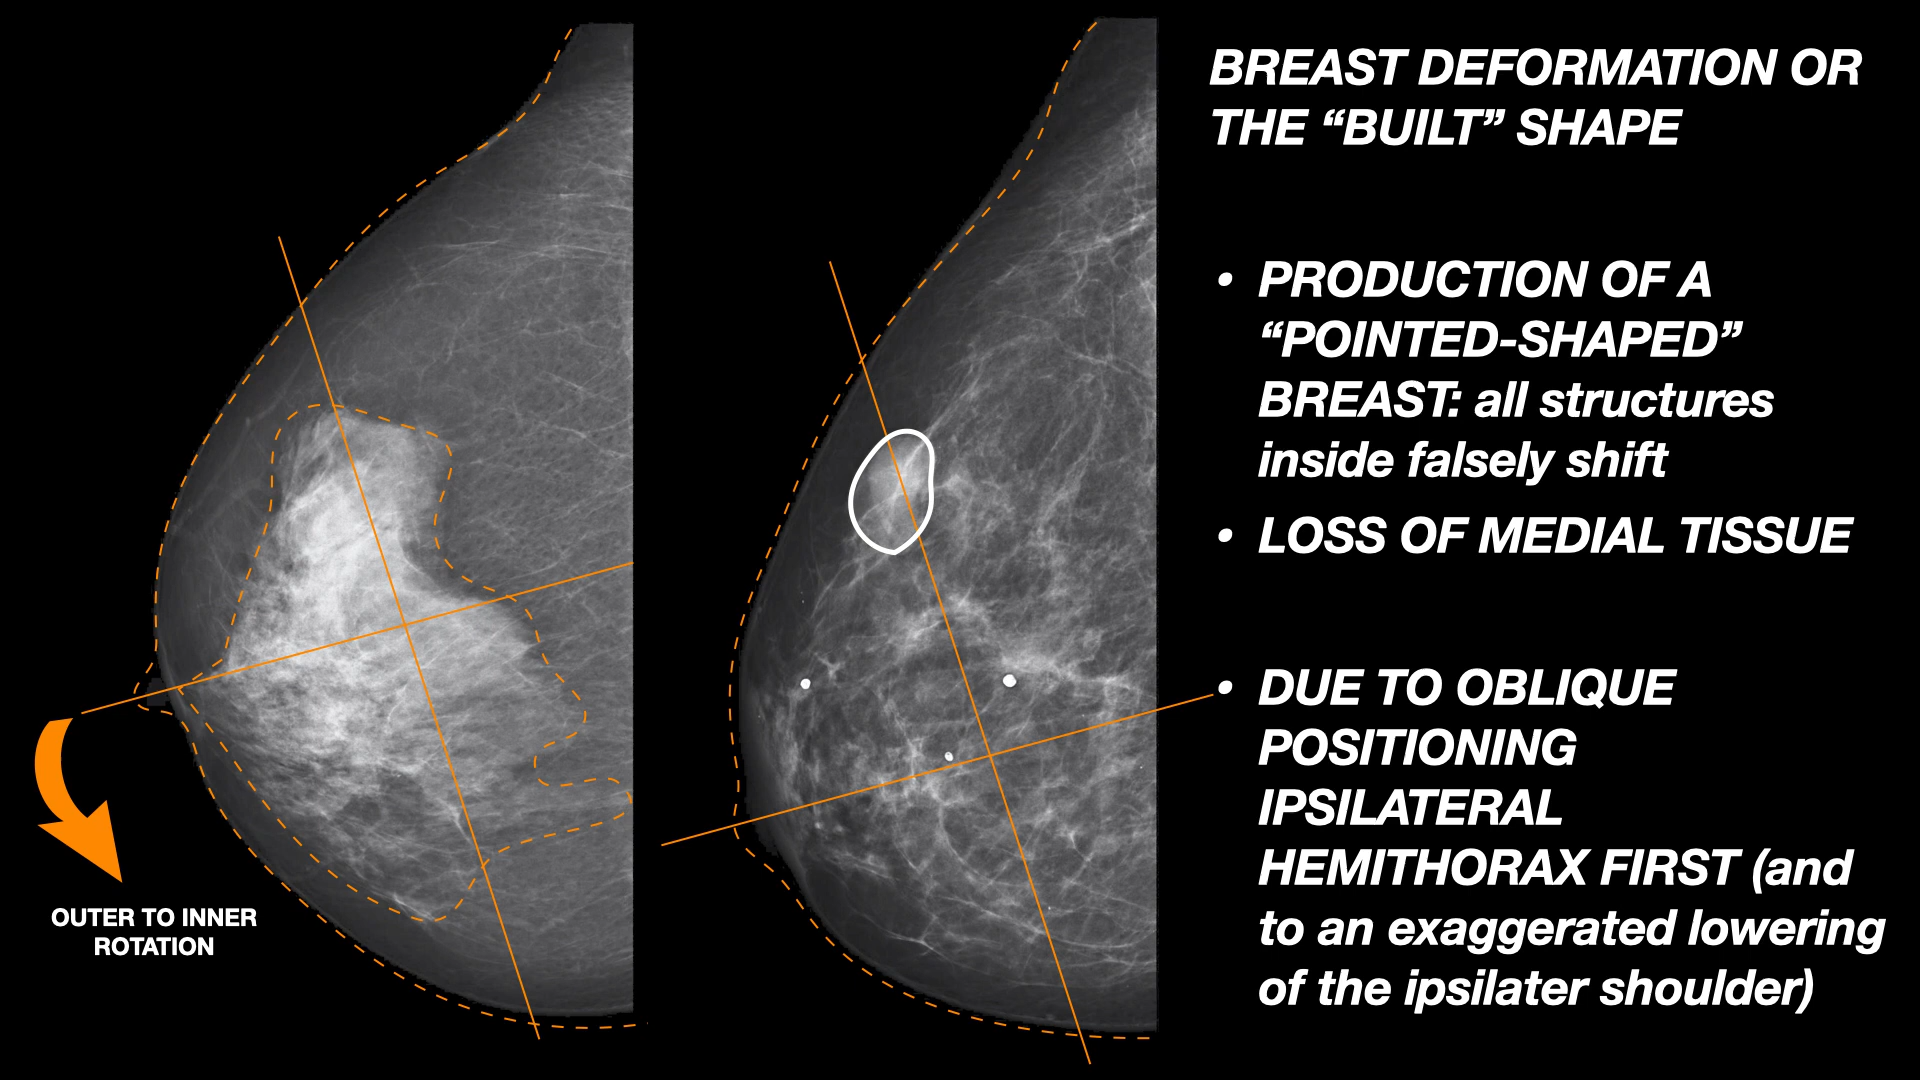 BREAST DEFORMATION OR
THE “BUILT” SHAPE
• PRODUCTION OF A
“POINTED-SHAPED”
BREAST: all structures
inside falsely shift
• LOSS OF MEDIAL TISSUE
• DUE TO OBLIQUE
POSITIONING
IPSILATERAL
HEMITHORAX FIRST (and
to an exaggerated lowering
of the ipsilater shoulder)
OUTER TO INNER
ROTATION